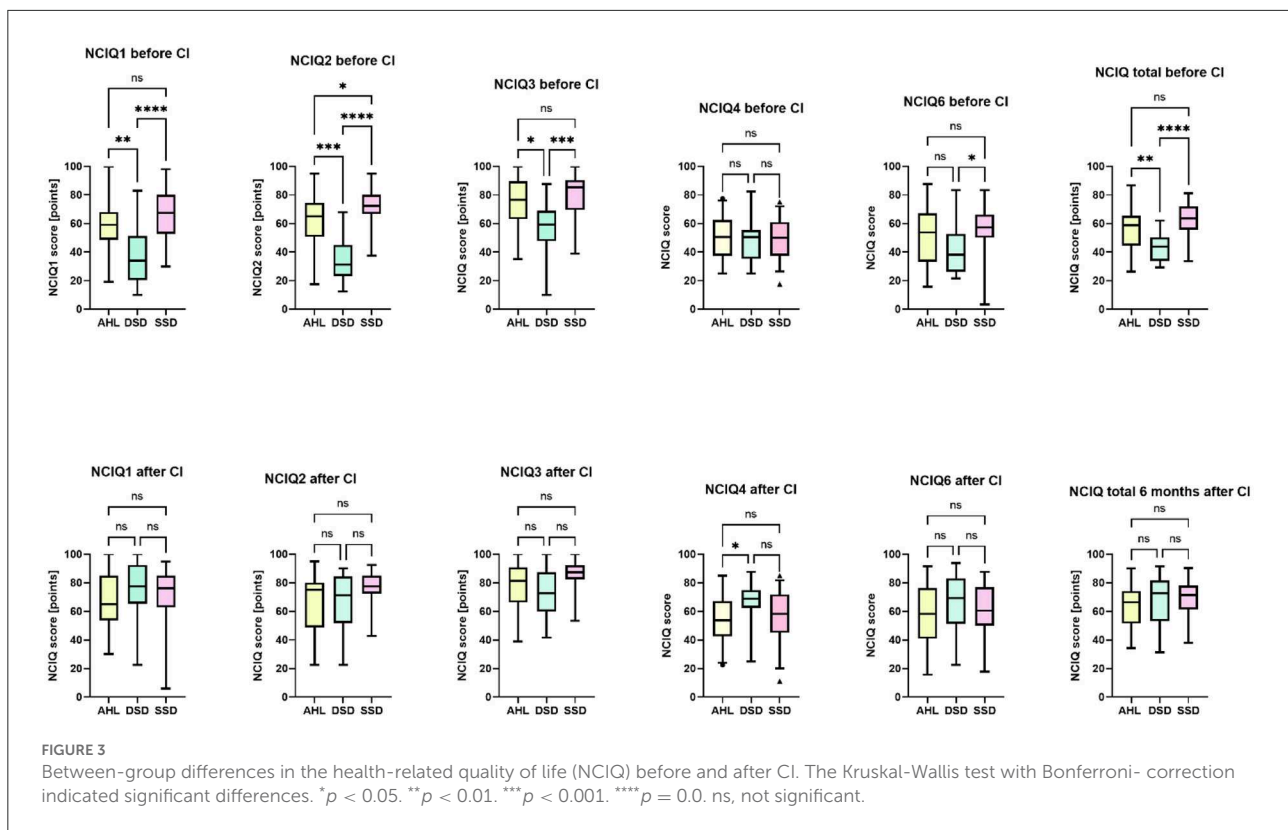 NCIQ1 before CI
ns
****
**
NCIQ1 score [points]
100
80
60
40
20
0
AHL DSD SSD
NCIQ2 before CI
*
****
***
NCIQ2 score [points]
100
80
60
40
20
0
AHL DSD SSD
NCIQ3 before CI
ns
* ***
NCIQ3 score [points]
100
80
60
40
20
0
AHL DSD SSD
NCIQ4 before CI
ns
ns ns
NCIQ score
100
80
60
40
20
0
AHL DSD SSD
NCIQ6 before CI
ns
ns *
NCIQ score
100
80
60
40
20
0
AHL DSD SSD
NCIQ total before CI
ns
****
**
NCIQ score [points]
100
80
60
40
20
0
AHL DSD SSD
NCIQ1 after CI
ns
ns ns
NCIQ score [points]
100
80
60
40
20
0
AHL DSD SSD
NCIQ2 after CI
ns
ns ns
NCIQ score [points]
100
80
60
40
20
0
AHL DSD SSD
NCIQ3 after CI
ns
ns ns
NCIQ score [points]
100
80
60
40
20
0
AHL DSD SSD
NCIQ4 after CI
ns
* ns
NCIQ score
100
80
60
40
20
0
AHL DSD SSD
NCIQ6 after CI
ns
ns ns
NCIQ score
100
80
60
40
20
0
AHL DSD SSD
NCIQ total 6 months after CI
ns
ns ns
NCIQ score [points]
100
80
60
40
20
0
AHL DSD SSD
FIGURE 3
Between-group differences in the health-related quality of life (NCIQ) before and after CI. The Kruskal-Wallis test with Bonferroni- correction
indicated significant differences. *p < 0.05. **p < 0.01. ***p < 0.001. ****p = 0.0. ns, not significant.